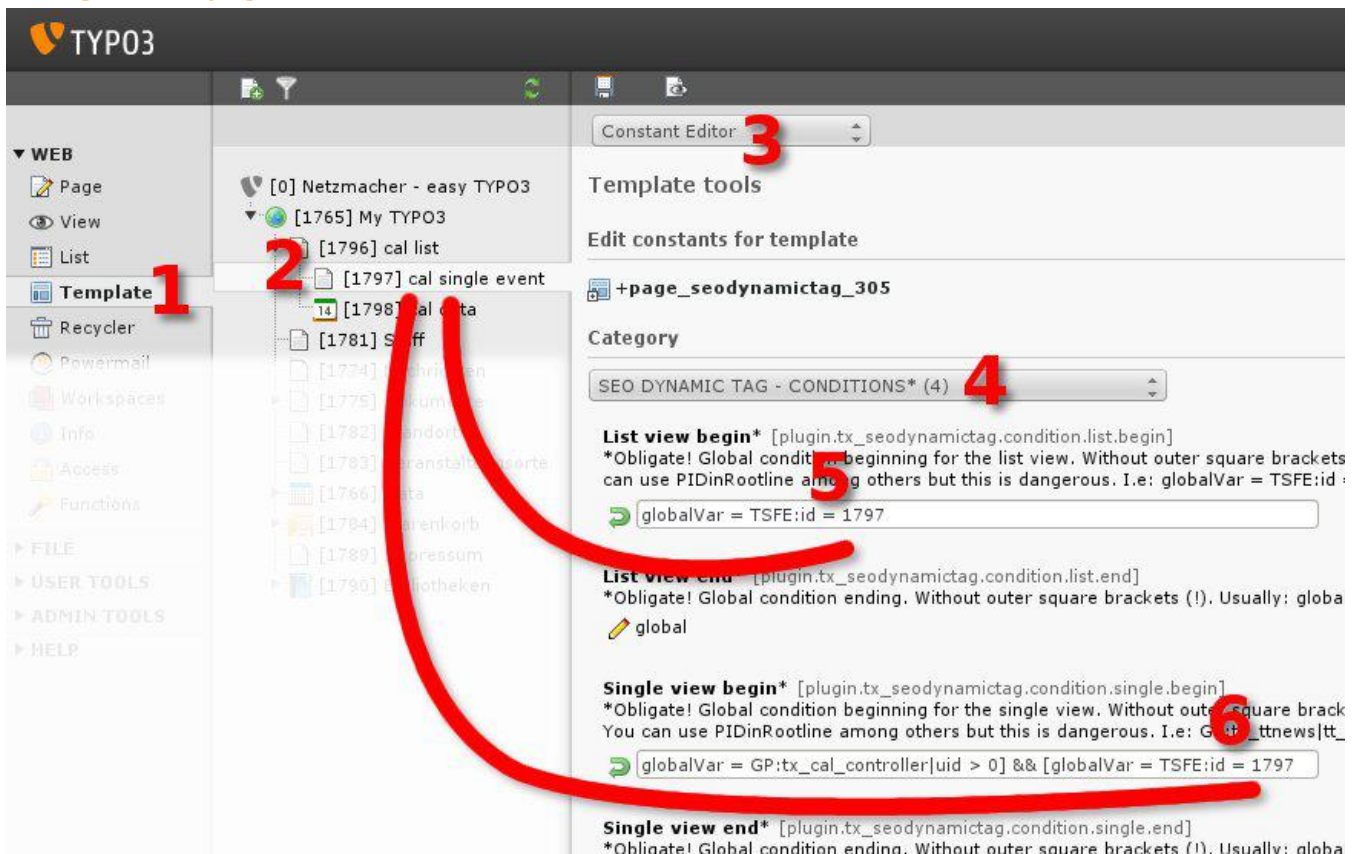 TYPO3
Constant Editor
3
WEB
Page
View
List
Template
1
Recycler
Powermail
Workspaces
Info
Access
Functions
FILE
USER TOOLS
ADMIN TOOLS
HELP
[0] Netzmacher - easy TYPO3
[1765] My TYPO3
2
[1796] cal list
[1797] cal single event
14 [1798] cal
[1781]
[1774]
[1775]
[1782]
[1783]
[1766]
[1784]
[1789]
[1790]
Template tools
Edit constants for template
+page_seodynamictag_305
Category
SEO DYNAMIC TAG - CONDITIONS* (4)
4
List view begin* [plugin.tx_seodynamictag.condition.list.begin]
*Obligate! Global condition beginning for the list view. Without outer square brackets
can use PIDinRootline among others but this is dangerous. I.e: globalVar = TSFE:id =
5
globalVar = TSFE:id = 1797
List view end* [plugin.tx_seodynamictag.condition.list.end]
*Obligate! Global condition ending. Without outer square brackets (!). Usually: globa
global
Single view begin* [plugin.tx_seodynamictag.condition.single.begin]
*Obligate! Global condition beginning for the single view. Without outer square brack
You can use PIDinRootline among others but this is dangerous. I.e:
6
globalVar = GP:tx_cal_controller|uid > 0] && [globalVar = TSFE:id = 1797
Single view end* [plugin.tx_seodynamictag.condition.single.end]
*Obligate! Global condition ending. Without outer square brackets (!). Usually: globa